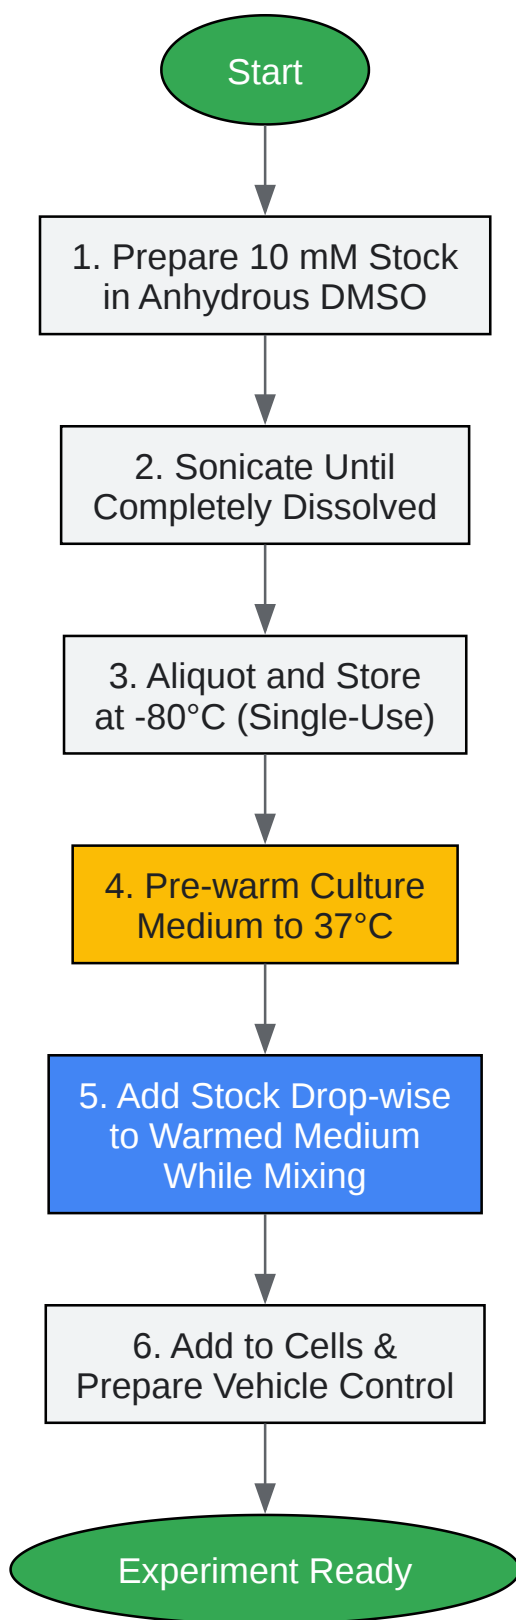 Start
1. Prepare 10 mM Stock
in Anhydrous DMSO
2. Sonicate Until
Completely Dissolved
3. Aliquot and Store
at -80°C (Single-Use)
4. Pre-warm Culture
Medium to 37°C
5. Add Stock Drop-wise
to Warmed Medium
While Mixing
6. Add to Cells &
Prepare Vehicle Control
Experiment Ready